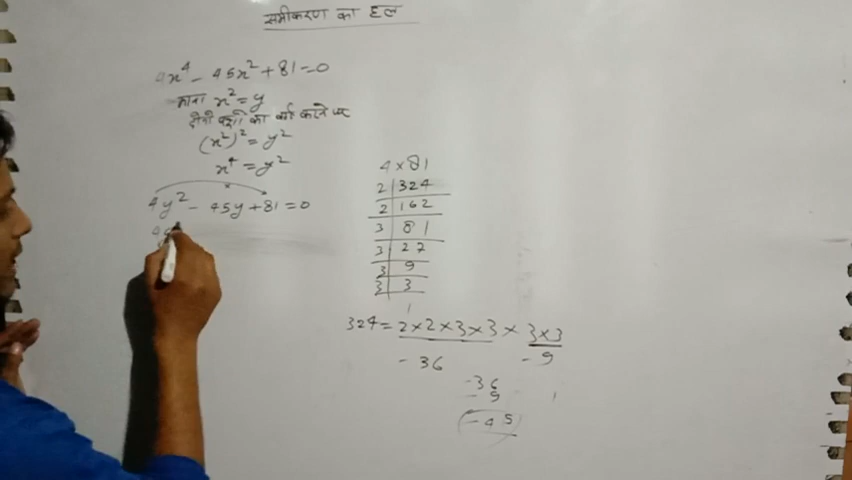 समीकरण का हल
4x⁴ - 45x² + 81 = 0
माना x² = y
दोनों पक्षों का वर्ग करने पर
(x²)² = y²
x⁴ = y²
4y² - 45y + 81 = 0
4 × 81
2 | 324
2 | 162
3 | 81
3 | 27
3 | 9
3 | 3
1
324 = 2 × 2 × 3 × 3 × 3 × 3
- 36 - 9
-36
- 9
- 45